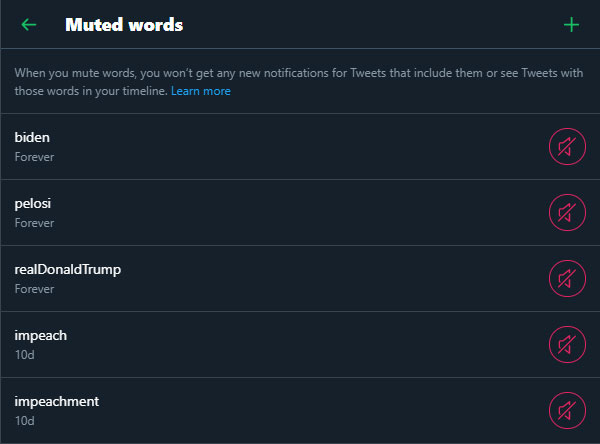 Muted words
When you mute words, you won't get any new notifications for Tweets that include them or see Tweets with
those words in your timeline. Learn more
biden
Forever
pelosi
Forever
realDonaldTrump
Forever
impeach
10d
impeachment
10d